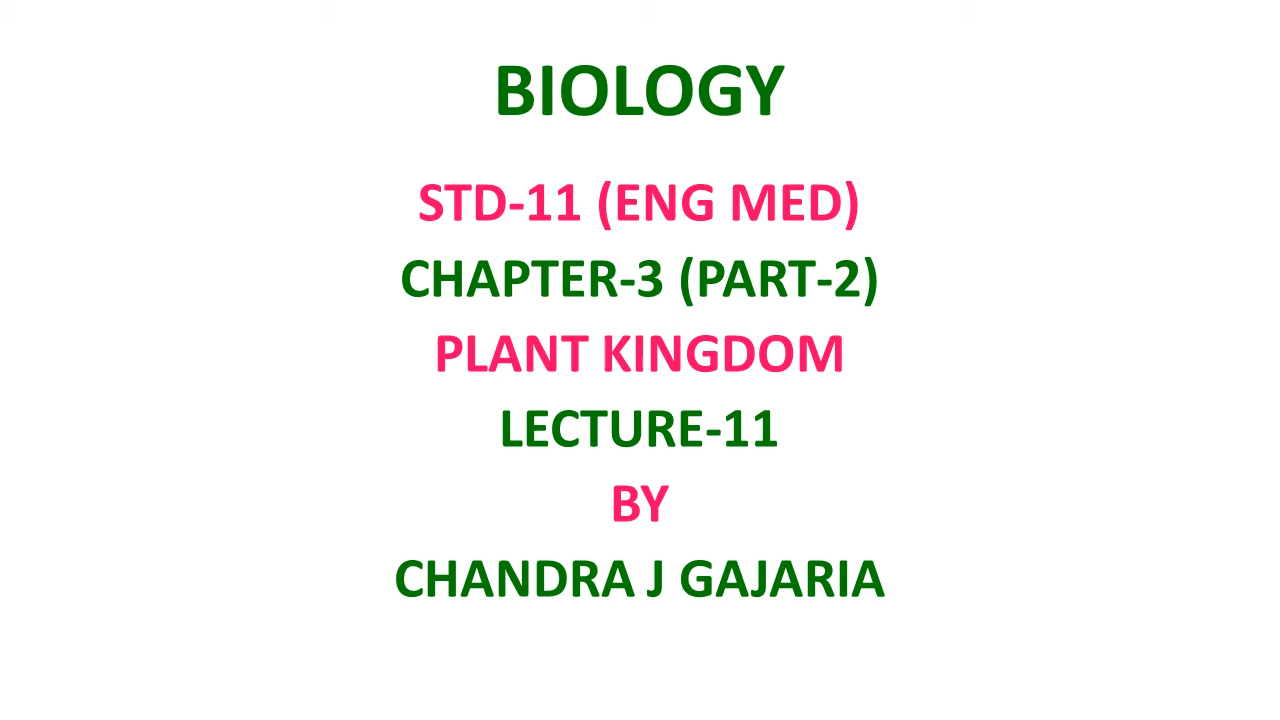 BIOLOGY
STD-11 (ENG MED)
CHAPTER-3 (PART-2)
PLANT KINGDOM
LECTURE-11
BY
CHANDRA J GAJARIA